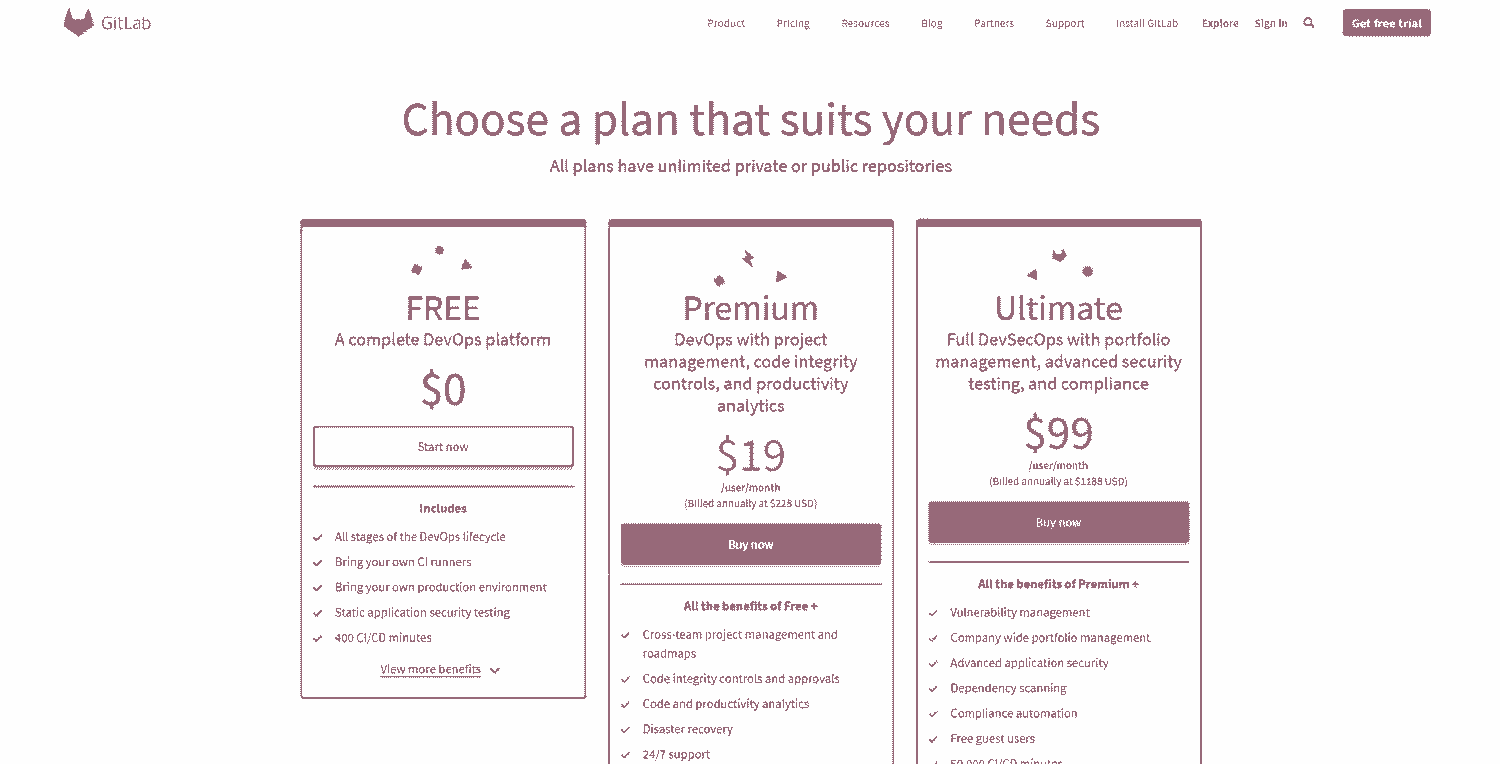 GitLab
Product Pricing Resources Blog Partners Support Install GitLab Explore Sign in Get free trial
Choose a plan that suits your needs
All plans have unlimited private or public repositories
FREE
A complete DevOps platform
$0
Start now
Includes
All stages of the DevOps lifecycle
Bring your own CI runners
Bring your own production environment
Static application security testing
400 CI/CD minutes
View more benefits
Premium
DevOps with project
management, code integrity
controls, and productivity
analytics
$19
/user/month
(Billed annually at $228 USD)
Buy now
All the benefits of Free +
Cross-team project management and
roadmaps
Code integrity controls and approvals
Code and productivity analytics
Disaster recovery
24/7 support
Ultimate
Full DevSecOps with portfolio
management, advanced security
testing, and compliance
$99
/user/month
(Billed annually at $1188 USD)
Buy now
All the benefits of Premium +
Vulnerability management
Company wide portfolio management
Advanced application security
Dependency scanning
Compliance automation
Free guest users
50,000 CI/CD minutes